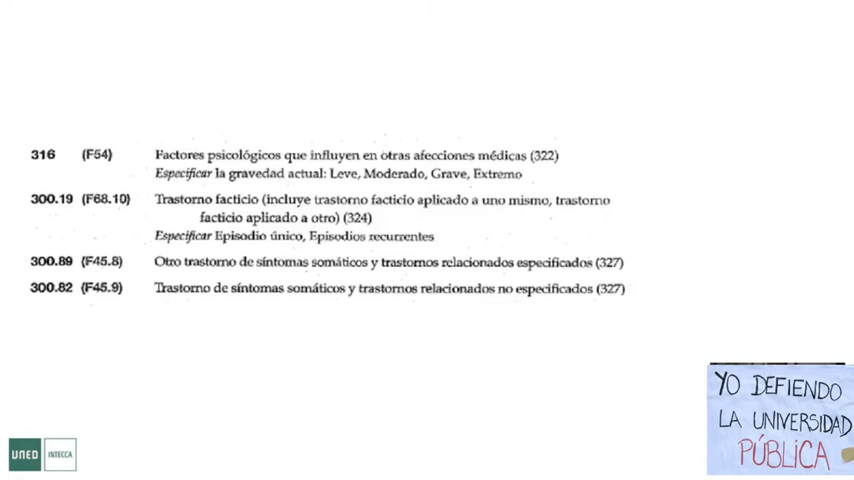 316 (F54) Factores psicológicos que influyen en otras afecciones médicas (322)
Especificar la gravedad actual: Leve, Moderado, Grave, Extremo
300.19 (F68.10) Trastorno facticio (incluye trastorno facticio aplicado a uno mismo, trastorno
facticio aplicado a otro) (324)
Especificar Episodio único, Episodios recurrentes
300.89 (F45.8) Otro trastorno de síntomas somáticos y trastornos relacionados especificados (327)
300.82 (F45.9) Trastorno de síntomas somáticos y trastornos relacionados no especificados (327)
YO DEFIENDO
LA UNIVERSIDAD
PÚBLICA
UNED INTECCA